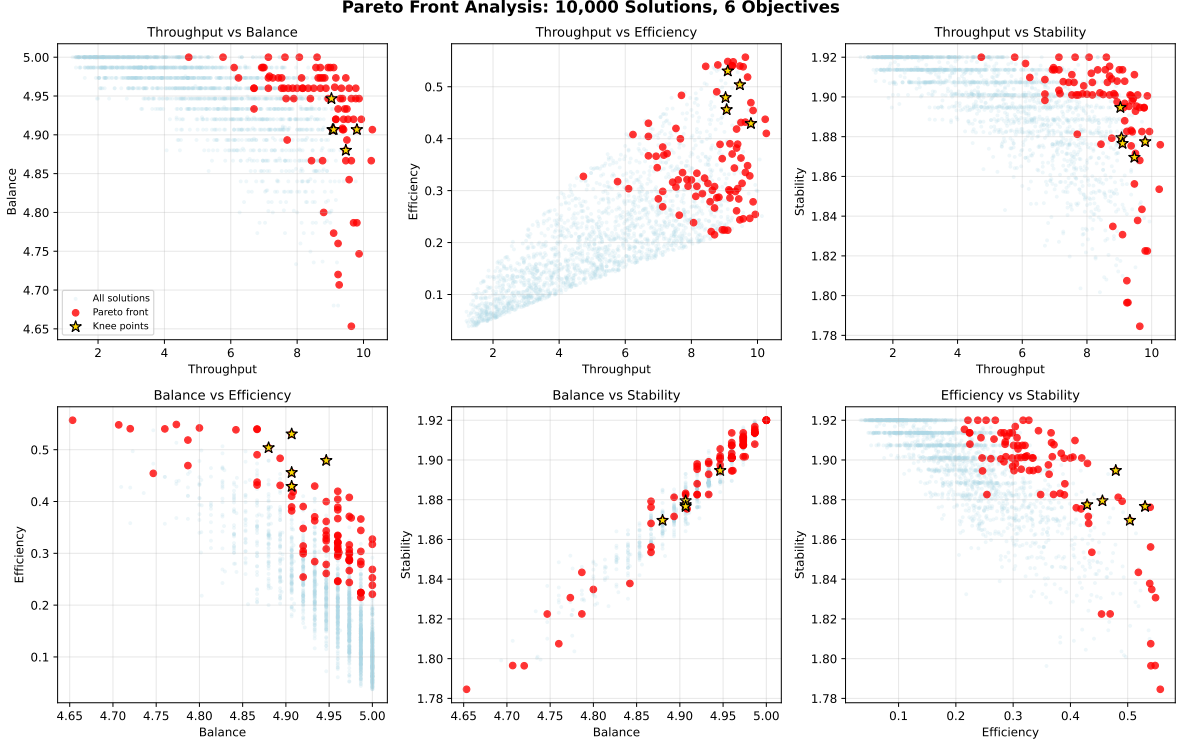 Pareto Front Analysis: 10,000 Solutions, 6 Objectives
Throughput vs Balance
5.00
4.95
4.90
4.85
4.80
4.75
4.70
4.65
Balance
All solutions
Pareto front
Knee points
2 4 6 8 10
Throughput
Throughput vs Efficiency
0.5
0.4
0.3
0.2
0.1
Efficiency
2 4 6 8 10
Throughput
Throughput vs Stability
1.92
1.90
1.88
1.86
1.84
1.82
1.80
1.78
Stability
2 4 6 8 10
Throughput
Balance vs Efficiency
0.5
0.4
0.3
0.2
0.1
Efficiency
4.65 4.70 4.75 4.80 4.85 4.90 4.95 5.00
Balance
Balance vs Stability
1.92
1.90
1.88
1.86
1.84
1.82
1.80
1.78
Stability
4.65 4.70 4.75 4.80 4.85 4.90 4.95 5.00
Balance
Efficiency vs Stability
1.92
1.90
1.88
1.86
1.84
1.82
1.80
1.78
Stability
0.1 0.2 0.3 0.4 0.5
Efficiency